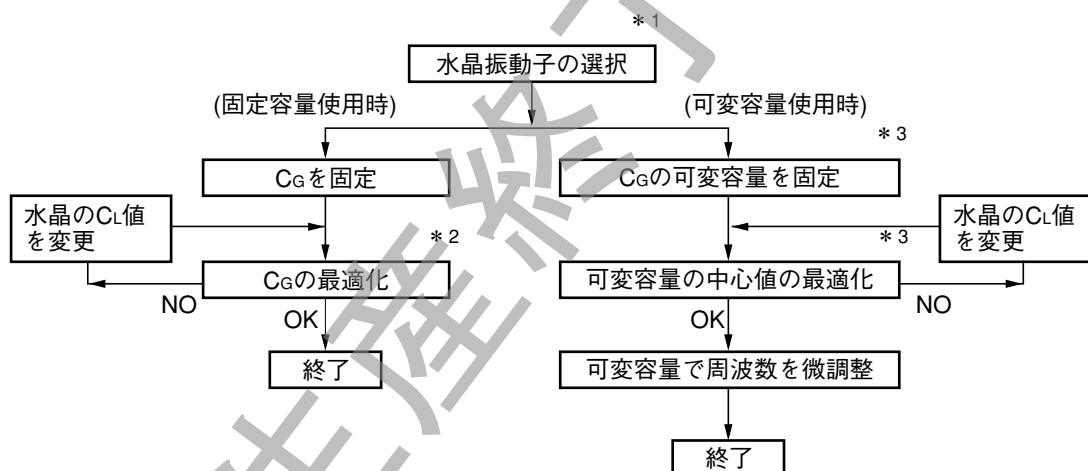 *1
水晶振動子の選択
(固定容量使用時)
(可変容量使用時)
*3
CGを固定
CGの可変容量を固定
水晶のCL値
を変更
水晶のCL値
を変更
*2
*3
CGの最適化
可変容量の中心値の最適化
NO
NO
OK
OK
終了
可変容量で周波数を微調整
終了
生産終了